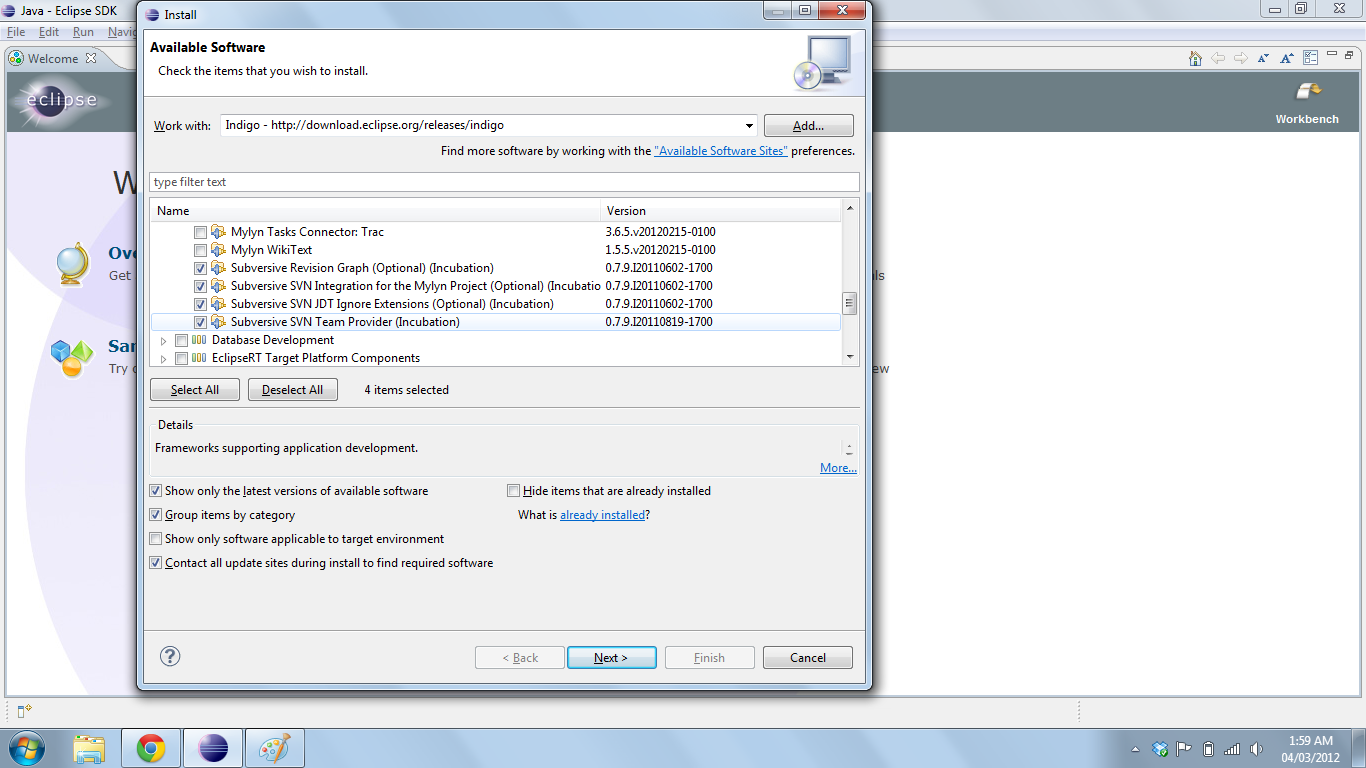 Java - Eclipse SDK
File Edit Run Navig
Welcome
eclipse
Workbench
W
Ove
Get
ls
Sar
Try o
ew
Install
Available Software
Check the items that you wish to install.
Work with: Indigo - http://download.eclipse.org/releases/indigo Add...
Find more software by working with the "Available Software Sites" preferences.
type filter text
Name Version
Mylyn Tasks Connector: Trac 3.6.5.v20120215-0100
Mylyn WikiText 1.5.5.v20120215-0100
Subversive Revision Graph (Optional) (Incubation) 0.7.9.I20110602-1700
Subversive SVN Integration for the Mylyn Project (Optional) (Incubatio 0.7.9.I20110602-1700
Subversive SVN JDT Ignore Extensions (Optional) (Incubation) 0.7.9.I20110602-1700
Subversive SVN Team Provider (Incubation) 0.7.9.I20110819-1700
Database Development
EclipseRT Target Platform Components
Select All Deselect All 4 items selected
Details
Frameworks supporting application development.
More...
Show only the latest versions of available software Hide items that are already installed
Group items by category What is already installed?
Show only software applicable to target environment
Contact all update sites during install to find required software
? < Back Next > Finish Cancel
1:59 AM
04/03/2012